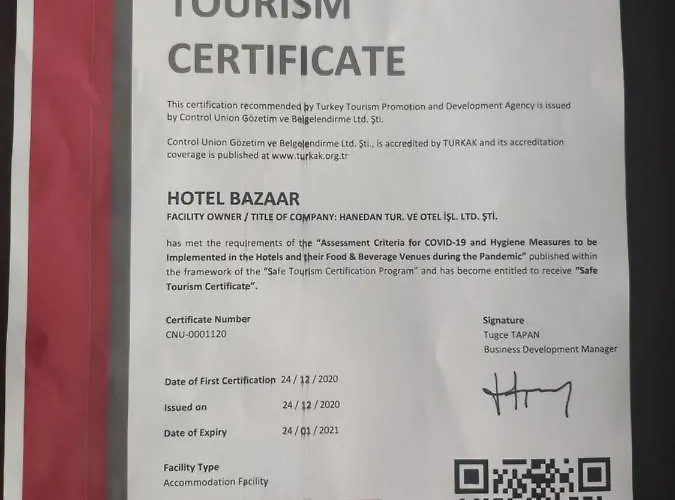 TOURISM
CERTIFICATE
This certification recommended by Turkey Tourism Promotion and Development Agency is issued
by Control Union Gözetim ve Belgelendirme Ltd. Şti.
Control Union Gözetim ve Belgelendirme Ltd. Şti., is accredited by TURKAK and its accreditation
coverage is published at www.turkak.org.tr
HOTEL BAZAAR
FACILITY OWNER / TITLE OF COMPANY: HANEDAN TUR. VE OTEL İŞL. LTD. ŞTİ.
has met the requirements of the "Assessment Criteria for COVID-19 and Hygiene Measures to be
Implemented in the Hotels and their Food & Beverage Venues during the Pandemic" published within
the framework of the "Safe Tourism Certification Program" and has become entitled to receive "Safe
Tourism Certificate".
Certificate Number
CNU-0001120
Signature
Tugce TAPAN
Business Development Manager
Date of First Certification 24 / 12 / 2020
Issued on 24 / 12 / 2020
Date of Expiry 24 / 01 / 2021
Facility Type
Accommodation Facility